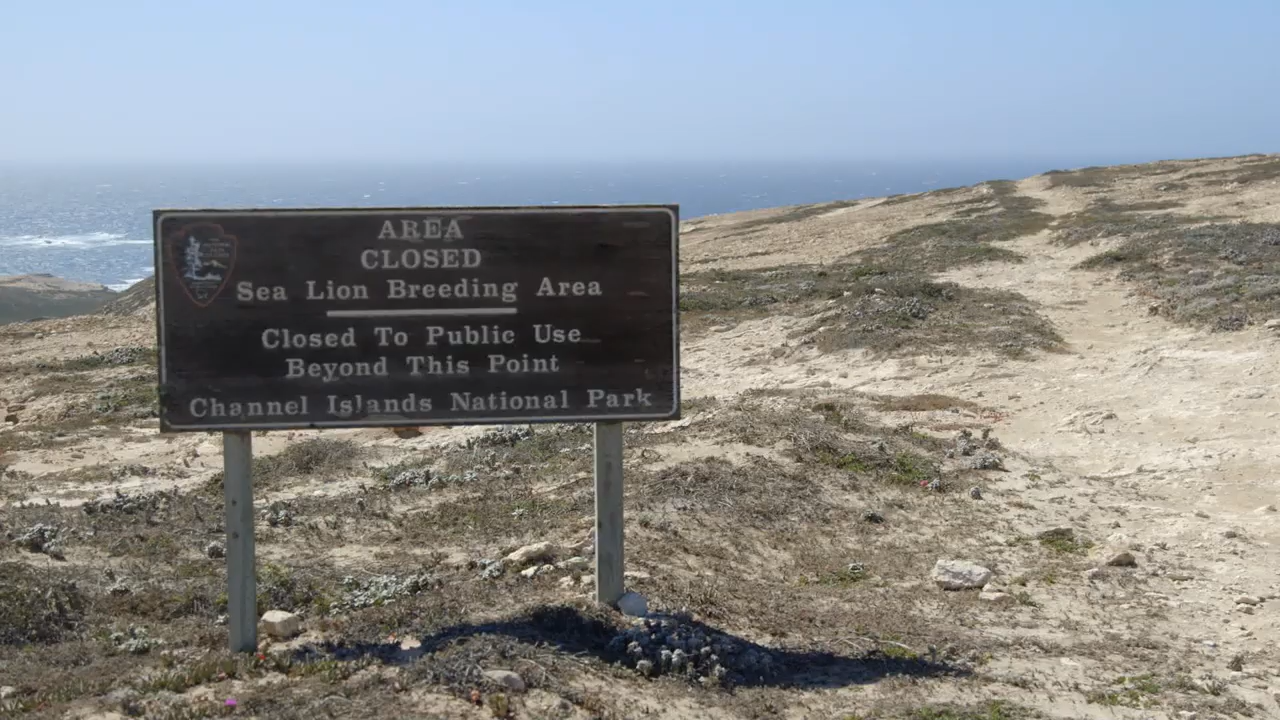 AREA
CLOSED
Sea Lion Breeding Area
Closed To Public Use
Beyond This Point
Channel Islands National Park